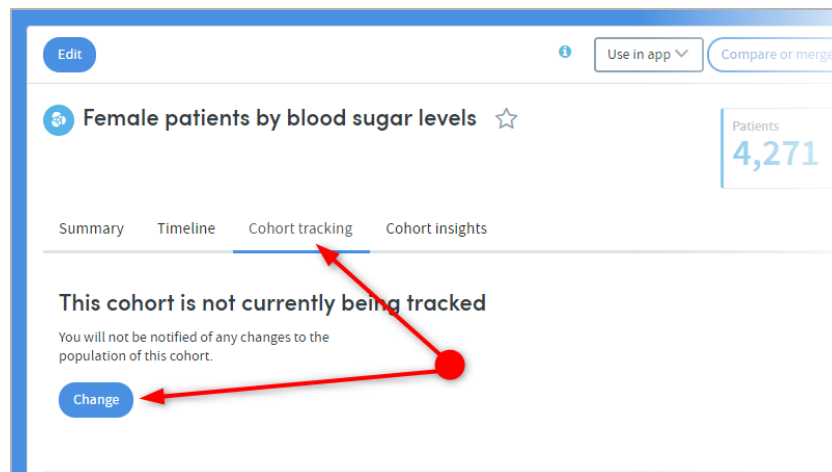 Edit
Use in app
Compare or merge
Female patients by blood sugar levels
Patients
4,271
Summary Timeline Cohort tracking Cohort insights
This cohort is not currently being tracked
You will not be notified of any changes to the
population of this cohort.
Change